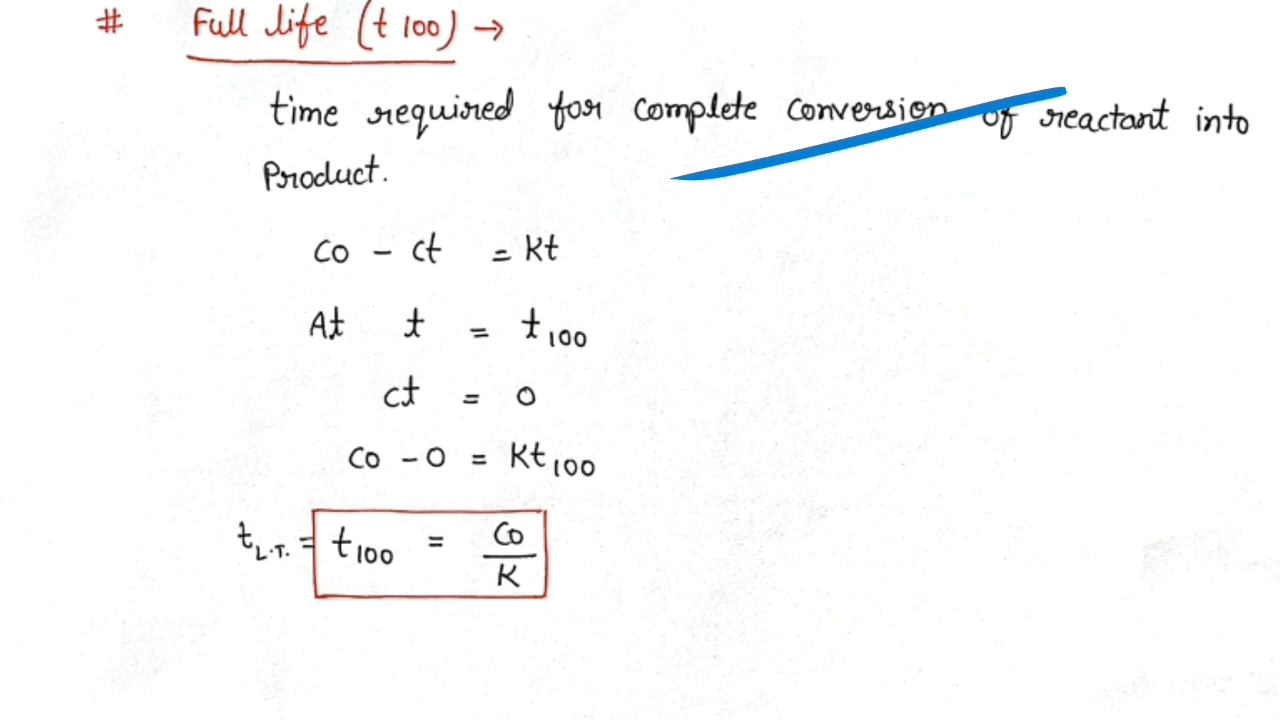 # Full life (t 100) →
time required for complete conversion of reactant into
Product.
Co - Ct = Kt
At t = t100
Ct = 0
Co - 0 = Kt100
tL.T. = t100 = Co/K